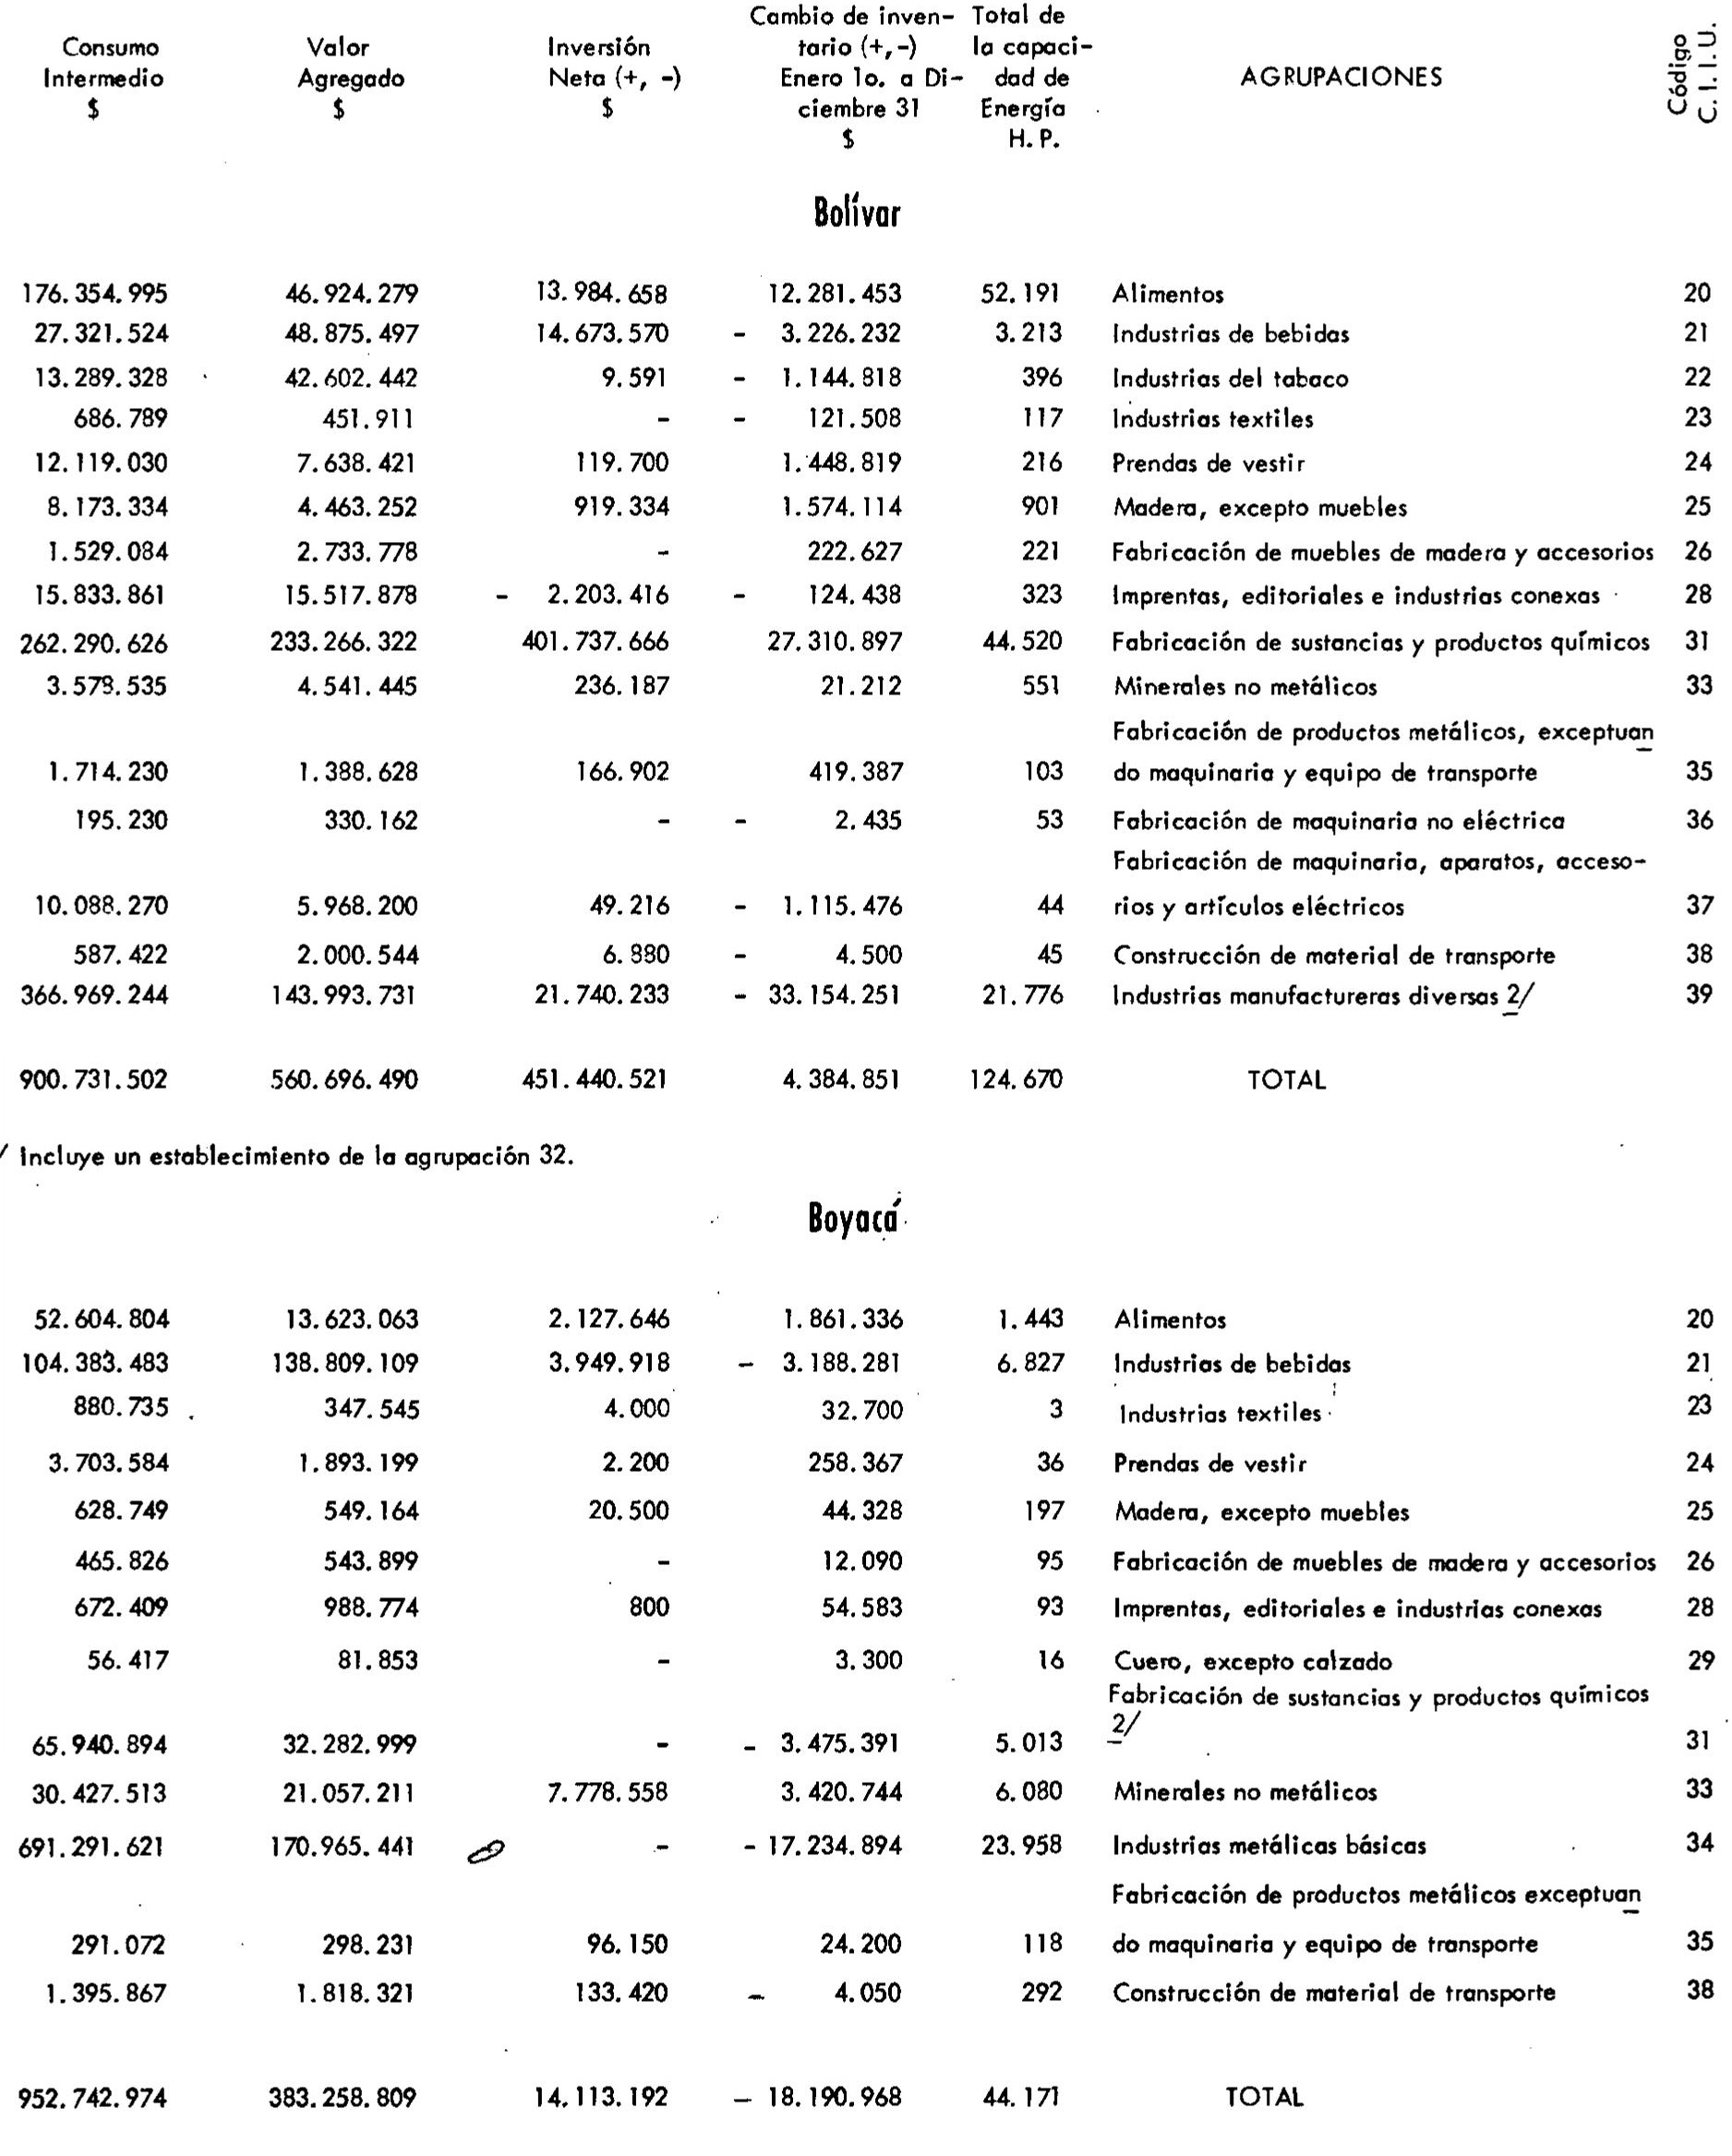 Consumo Intermedio $
Valor Agregado $
Inversión Neta (+, -) $
Cambio de inven- tario (+,-) Enero 1o. a Di- ciembre 31 $
Total de la capaci- dad de Energía H.P.
AGRUPACIONES
Código C.I.I.U.
Bolívar
176.354.995 46.924.279 13.984.658 12.281.453 52.191 Alimentos 20
27.321.524 48.875.497 14.673.570 - 3.226.232 3.213 Industrias de bebidas 21
13.289.328 42.602.442 9.591 - 1.144.818 396 Industrias del tabaco 22
686.789 451.911 - - 121.508 117 Industrias textiles 23
12.119.030 7.638.421 119.700 1.448.819 216 Prendas de vestir 24
8.173.334 4.463.252 919.334 1.574.114 901 Madera, excepto muebles 25
1.529.084 2.733.778 - 222.627 221 Fabricación de muebles de madera y accesorios 26
15.833.861 15.517.878 - 2.203.416 - 124.438 323 Imprentas, editoriales e industrias conexas 28
262.290.626 233.266.322 401.737.666 27.310.897 44.520 Fabricación de sustancias y productos químicos 31
3.578.535 4.541.445 236.187 21.212 551 Minerales no metálicos 33
Fabricación de productos metálicos, exceptuan
1.714.230 1.388.628 166.902 419.387 103 do maquinaria y equipo de transporte 35
195.230 330.162 - - 2.435 53 Fabricación de maquinaria no eléctrica 36
Fabricación de maquinaria, aparatos, acceso-
10.088.270 5.968.200 49.216 - 1.115.476 44 rios y artículos eléctricos 37
587.422 2.000.544 6.880 - 4.500 45 Construcción de material de transporte 38
366.969.244 143.993.731 21.740.233 - 33.154.251 21.776 Industrias manufactureras diversas 2/ 39
900.731.502 560.696.490 451.440.521 4.384.851 124.670 TOTAL
/ Incluye un establecimiento de la agrupación 32.
Boyacá
52.604.804 13.623.063 2.127.646 1.861.336 1.443 Alimentos 20
104.383.483 138.809.109 3.949.918 - 3.188.281 6.827 Industrias de bebidas 21
880.735 347.545 4.000 32.700 3 Industrias textiles 23
3.703.584 1.893.199 2.200 258.367 36 Prendas de vestir 24
628.749 549.164 20.500 44.328 197 Madera, excepto muebles 25
465.826 543.899 - 12.090 95 Fabricación de muebles de madera y accesorios 26
672.409 988.774 800 54.583 93 Imprentas, editoriales e industrias conexas 28
56.417 81.853 - 3.300 16 Cuero, excepto calzado 29
Fabricación de sustancias y productos químicos
65.940.894 32.282.999 - - 3.475.391 5.013 2/ 31
30.427.513 21.057.211 7.778.558 3.420.744 6.080 Minerales no metálicos 33
691.291.621 170.965.441 - - 17.234.894 23.958 Industrias metálicas básicas 34
Fabricación de productos metálicos exceptuan
291.072 298.231 96.150 24.200 118 do maquinaria y equipo de transporte 35
1.395.867 1.818.321 133.420 - 4.050 292 Construcción de material de transporte 38
952.742.974 383.258.809 14.113.192 - 18.190.968 44.171 TOTAL